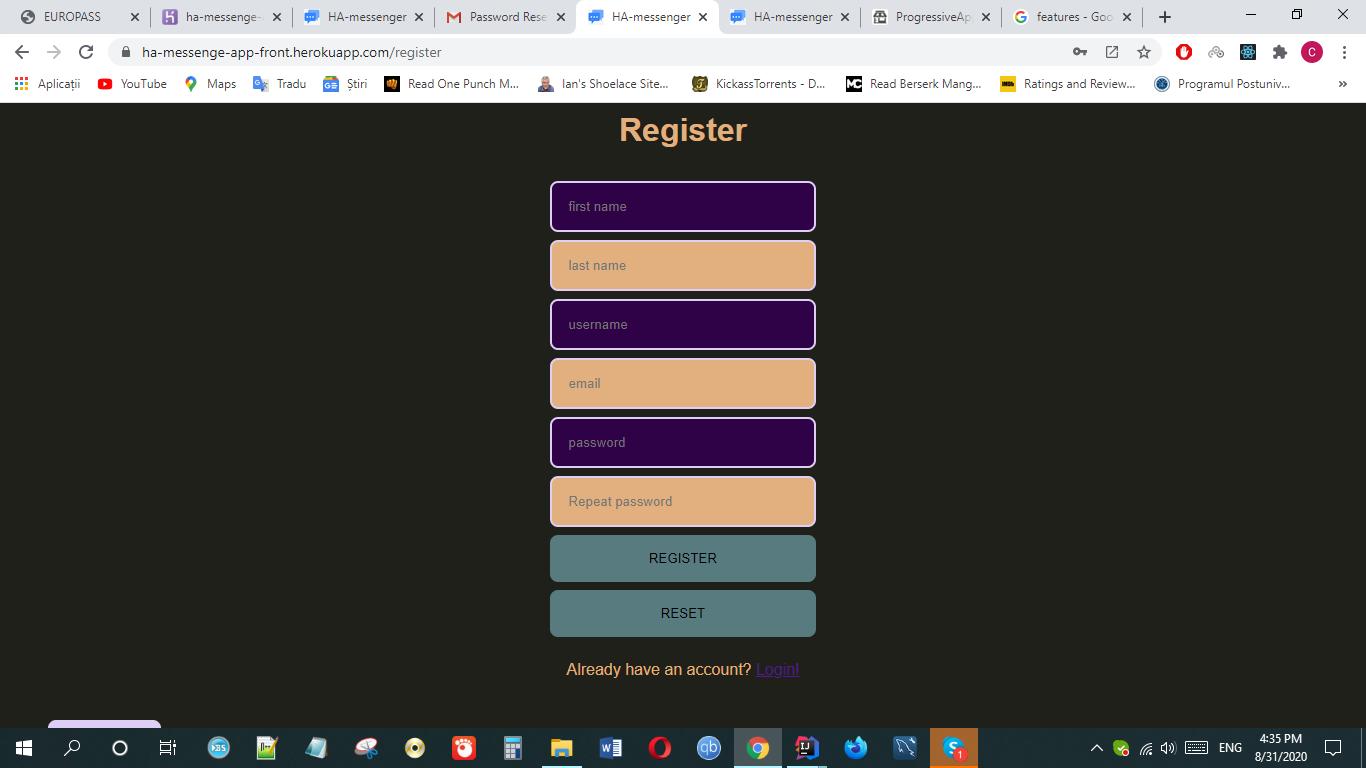 EUROPASS
ha-messenge-
HA-messenger
Password Rese
HA-messenger
HA-messenger
ProgressiveAp
features - Goo
ha-messenge-app-front.herokuapp.com/register
C
Aplicații
YouTube
Maps
Tradu
Știri
Read One Punch M...
Ian's Shoelace Site...
KickassTorrents - D...
MC
Read Berserk Mang...
Ratings and Review...
Programul Postuniv...
»
Register
first name
last name
username
email
password
Repeat password
REGISTER
RESET
Already have an account? Login!
qb
ENG
4:35 PM
8/31/2020
1